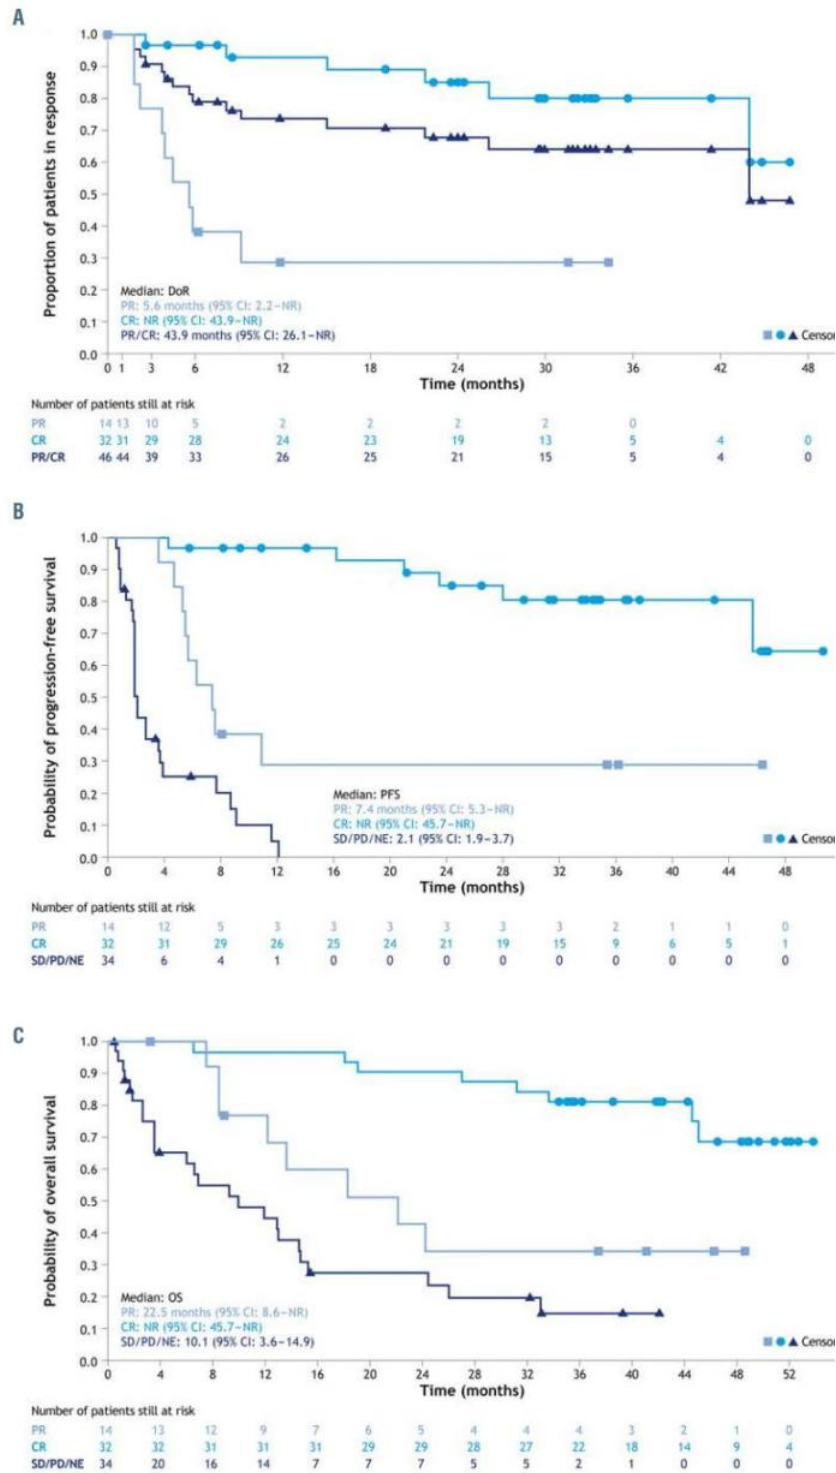 A
Proportion of patients in response
1.0
0.9
0.8
0.7
0.6
0.5
0.4
0.3
0.2
0.1
0.0
Median: DoR
PR: 5.6 months (95% CI: 2.2–NR)
CR: NR (95% CI: 43.9–NR)
PR/CR: 43.9 months (95% CI: 26.1–NR)
Censor
0 1 3 6 12 18 24 30 36 42 48
Time (months)
Number of patients still at risk
PR 14 13 10 5 2 2 2 2 0
CR 32 31 29 28 24 23 19 13 5 4 0
PR/CR 46 44 39 33 26 25 21 15 5 4 0
B
Probability of progression-free survival
1.0
0.9
0.8
0.7
0.6
0.5
0.4
0.3
0.2
0.1
0.0
Median: PFS
PR: 7.4 months (95% CI: 5.3–NR)
CR: NR (95% CI: 45.7–NR)
SD/PD/NE: 2.1 (95% CI: 1.9–3.7)
Censor
0 4 8 12 16 20 24 28 32 36 40 44 48
Time (months)
Number of patients still at risk
PR 14 12 5 3 3 3 3 3 3 2 1 1 0
CR 32 31 29 26 25 24 21 19 15 9 6 5 1
SD/PD/NE 34 6 4 1 0 0 0 0 0 0 0 0 0
C
Probability of overall survival
1.0
0.9
0.8
0.7
0.6
0.5
0.4
0.3
0.2
0.1
0.0
Median: OS
PR: 22.5 months (95% CI: 8.6–NR)
CR: NR (95% CI: 45.7–NR)
SD/PD/NE: 10.1 (95% CI: 3.6–14.9)
Censor
0 4 8 12 16 20 24 28 32 36 40 44 48 52
Time (months)
Number of patients still at risk
PR 14 13 12 9 7 6 5 4 4 4 3 2 1 0
CR 32 32 31 31 31 29 29 28 27 22 18 14 9 4
SD/PD/NE 34 20 16 14 7 7 7 5 5 2 1 0 0 0